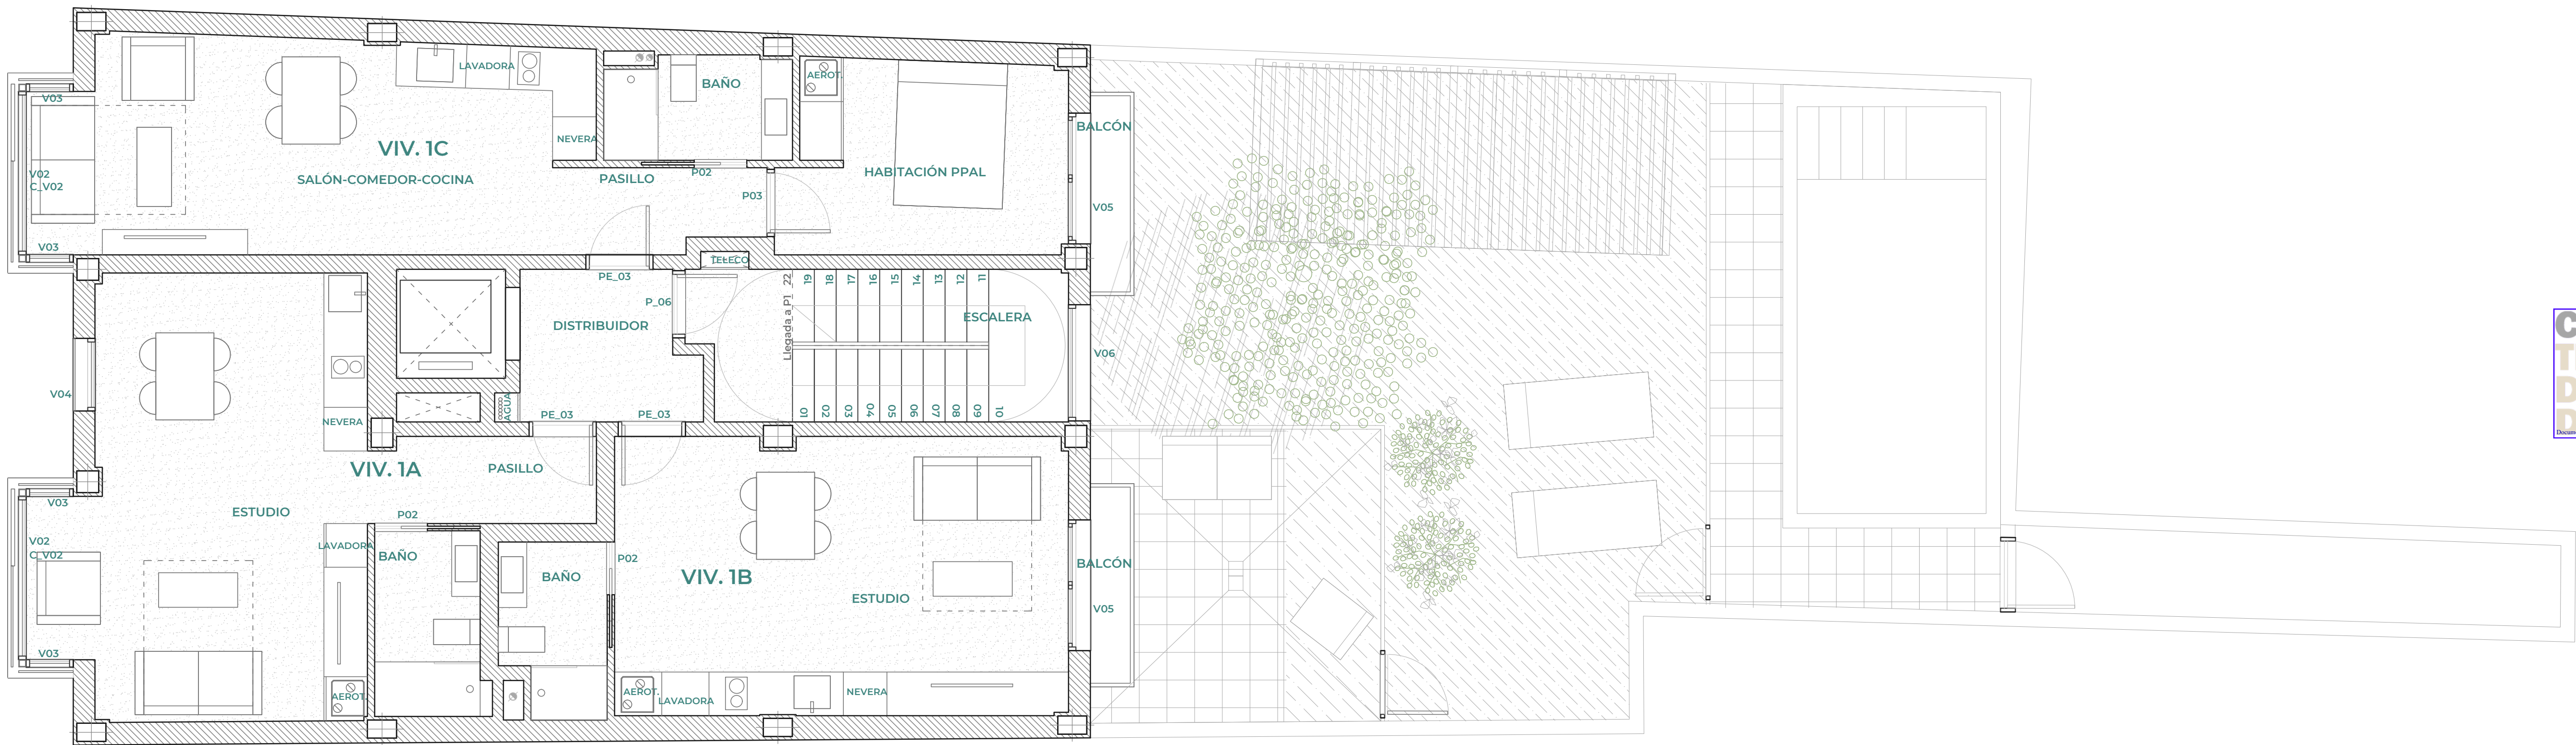 LAVADORA
AEROT.
BAÑO
V03
NEVERA
BALCÓN
VIV. 1C
V02
C_V02
SALÓN-COMEDOR-COCINA
PASILLO
P02
HABITACIÓN PPAL
P03
V05
V03
TELECO
PE_03
P_06
Llegada a P1
22
19
18
17
16
15
14
13
12
11
DISTRIBUIDOR
ESCALERA
V06
V04
AGUA
PE_03
PE_03
01
02
03
04
05
06
07
08
09
10
NEVERA
VIV. 1A
PASILLO
V03
ESTUDIO
P02
V02
C_V02
LAVADORA
BAÑO
BAÑO
P02
VIV. 1B
BALCÓN
ESTUDIO
V05
V03
AEROT.
AEROT.
LAVADORA
NEVERA